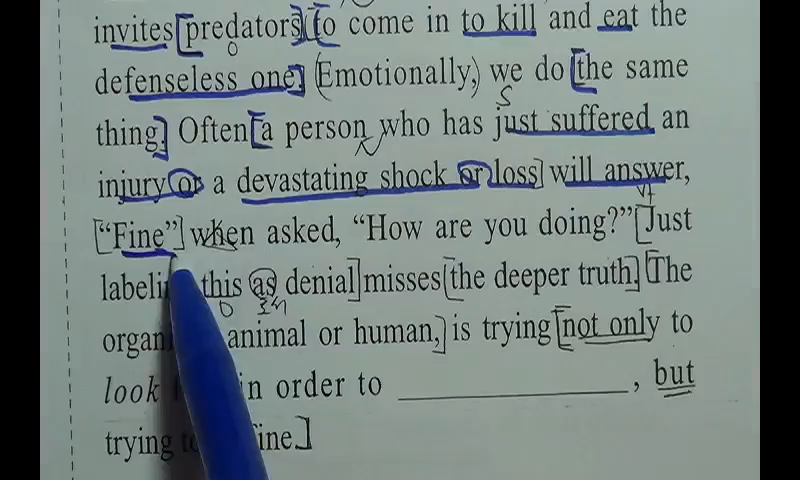 invites predators to come in to kill and eat the
defenseless one. Emotionally, we do the same
thing. Often a person who has just suffered an
injury or a devastating shock or loss will answer,
“Fine” when asked, “How are you doing?” Just
this as denial misses the deeper truth. The
animal or human, is trying not only to
look in order to ____________, but
trying